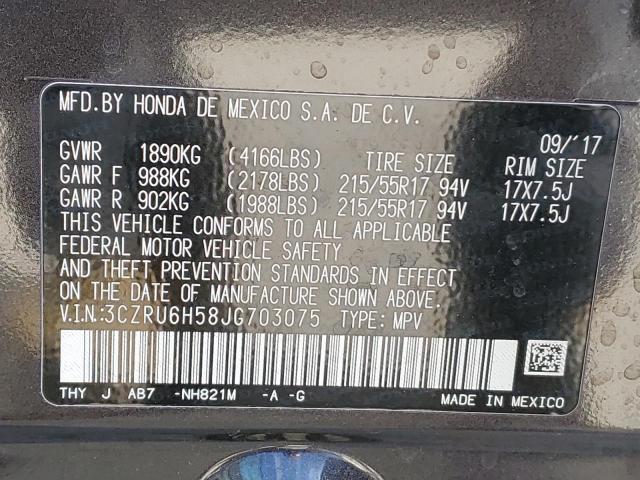 MFD.BY HONDA DE MEXICO S.A. DE C.V.
09/'17
GVWR 1890KG (4166LBS) TIRE SIZE RIM SIZE
GAWR F 988KG (2178LBS) 215/55R17 94V 17X7.5J
GAWR R 902KG (1988LBS) 215/55R17 94V 17X7.5J
THIS VEHICLE CONFORMS TO ALL APPLICABLE
FEDERAL MOTOR VEHICLE SAFETY
AND THEFT PREVENTION STANDARDS IN EFFECT
ON THE DATE OF MANUFACTURE SHOWN ABOVE.
V.I.N:3CZRU6H58JG703075 TYPE: MPV
THY J AB7 -NH821M -A -G MADE IN MEXICO